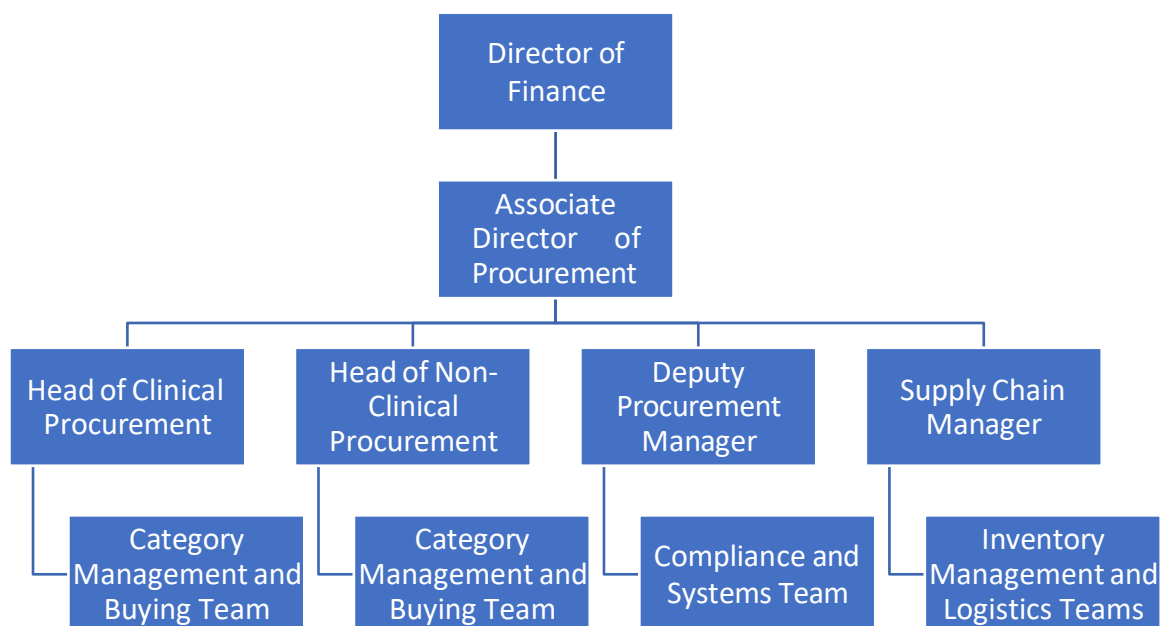 Director of
Finance
Associate
Director of
Procurement
Head of Clinical
Procurement
Head of Non-
Clinical
Procurement
Deputy
Procurement
Manager
Supply Chain
Manager
Category
Management and
Buying Team
Category
Management and
Buying Team
Compliance and
Systems Team
Inventory
Management and
Logistics Teams